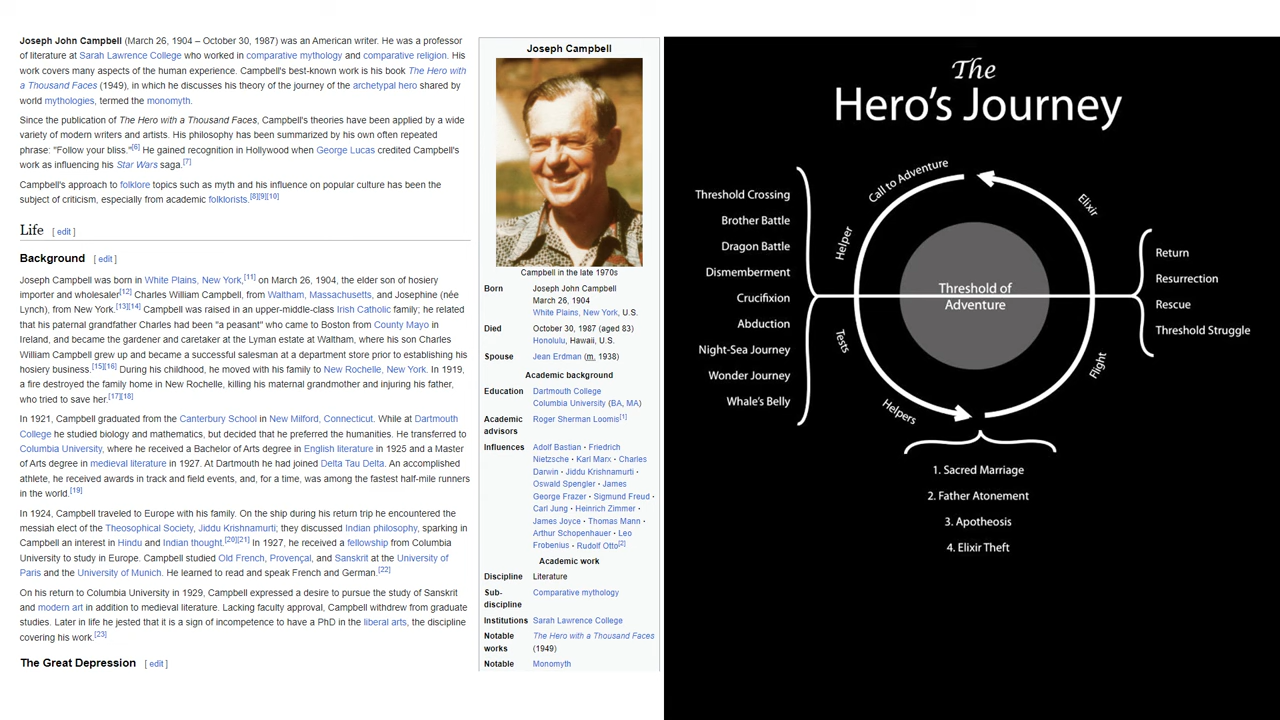 Joseph John Campbell (March 26, 1904 – October 30, 1987) was an American writer. He was a professor
of literature at Sarah Lawrence College who worked in comparative mythology and comparative religion. His
work covers many aspects of the human experience. Campbell's best-known work is his book The Hero with
a Thousand Faces (1949), in which he discusses his theory of the journey of the archetypal hero shared by
world mythologies, termed the monomyth.
Since the publication of The Hero with a Thousand Faces, Campbell's theories have been applied by a wide
variety of modern writers and artists. His philosophy has been summarized by his own often repeated
phrase: "Follow your bliss."[6] He gained recognition in Hollywood when George Lucas credited Campbell's
work as influencing his Star Wars saga.[7]
Campbell's approach to folklore topics such as myth and his influence on popular culture has been the
subject of criticism, especially from academic folklorists.[8][9][10]
Life [ edit ]
Background [ edit ]
Joseph Campbell was born in White Plains, New York,[11] on March 26, 1904, the elder son of hosiery
importer and wholesaler[12] Charles William Campbell, from Waltham, Massachusetts, and Josephine (née
Lynch), from New York.[13][14] Campbell was raised in an upper-middle-class Irish Catholic family; he related
that his paternal grandfather Charles had been "a peasant" who came to Boston from County Mayo in
Ireland, and became the gardener and caretaker at the Lyman estate at Waltham, where his son Charles
William Campbell grew up and became a successful salesman at a department store prior to establishing his
hosiery business.[15][16] During his childhood, he moved with his family to New Rochelle, New York. In 1919,
a fire destroyed the family home in New Rochelle, killing his maternal grandmother and injuring his father,
who tried to save her.[17][18]
In 1921, Campbell graduated from the Canterbury School in New Milford, Connecticut. While at Dartmouth
College he studied biology and mathematics, but decided that he preferred the humanities. He transferred to
Columbia University, where he received a Bachelor of Arts degree in English literature in 1925 and a Master
of Arts degree in medieval literature in 1927. At Dartmouth he had joined Delta Tau Delta. An accomplished
athlete, he received awards in track and field events, and, for a time, was among the fastest half-mile runners
in the world.[19]
In 1924, Campbell traveled to Europe with his family. On the ship during his return trip he encountered the
messiah elect of the Theosophical Society, Jiddu Krishnamurti; they discussed Indian philosophy, sparking in
Campbell an interest in Hindu and Indian thought.[20][21] In 1927, he received a fellowship from Columbia
University to study in Europe. Campbell studied Old French, Provençal, and Sanskrit at the University of
Paris and the University of Munich. He learned to read and speak French and German.[22]
On his return to Columbia University in 1929, Campbell expressed a desire to pursue the study of Sanskrit
and modern art in addition to medieval literature. Lacking faculty approval, Campbell withdrew from graduate
studies. Later in life he jested that it is a sign of incompetence to have a PhD in the liberal arts, the discipline
covering his work.[23]
The Great Depression [ edit ]
Joseph Campbell
Campbell in the late 1970s
Born Joseph John Campbell
March 26, 1904
White Plains, New York, U.S.
Died October 30, 1987 (aged 83)
Honolulu, Hawaii, U.S.
Spouse Jean Erdman (m. 1938)
Academic background
Education Dartmouth College
Columbia University (BA, MA)
Academic advisors Roger Sherman Loomis[1]
Influences Adolf Bastian · Friedrich
Nietzsche · Karl Marx · Charles
Darwin · Jiddu Krishnamurti ·
Oswald Spengler · James
George Frazer · Sigmund Freud ·
Carl Jung · Heinrich Zimmer ·
James Joyce · Thomas Mann ·
Arthur Schopenhauer · Leo
Frobenius · Rudolf Otto[2]
Academic work
Discipline Literature
Sub-discipline Comparative mythology
Institutions Sarah Lawrence College
Notable works The Hero with a Thousand Faces
(1949)
Notable Monomyth
The
Hero's Journey
Call to Adventure
Helper
Tests
Helpers
Flight
Elixir
Threshold of
Adventure
Threshold Crossing
Brother Battle
Dragon Battle
Dismemberment
Crucifixion
Abduction
Night-Sea Journey
Wonder Journey
Whale's Belly
Return
Resurrection
Rescue
Threshold Struggle
1. Sacred Marriage
2. Father Atonement
3. Apotheosis
4. Elixir Theft